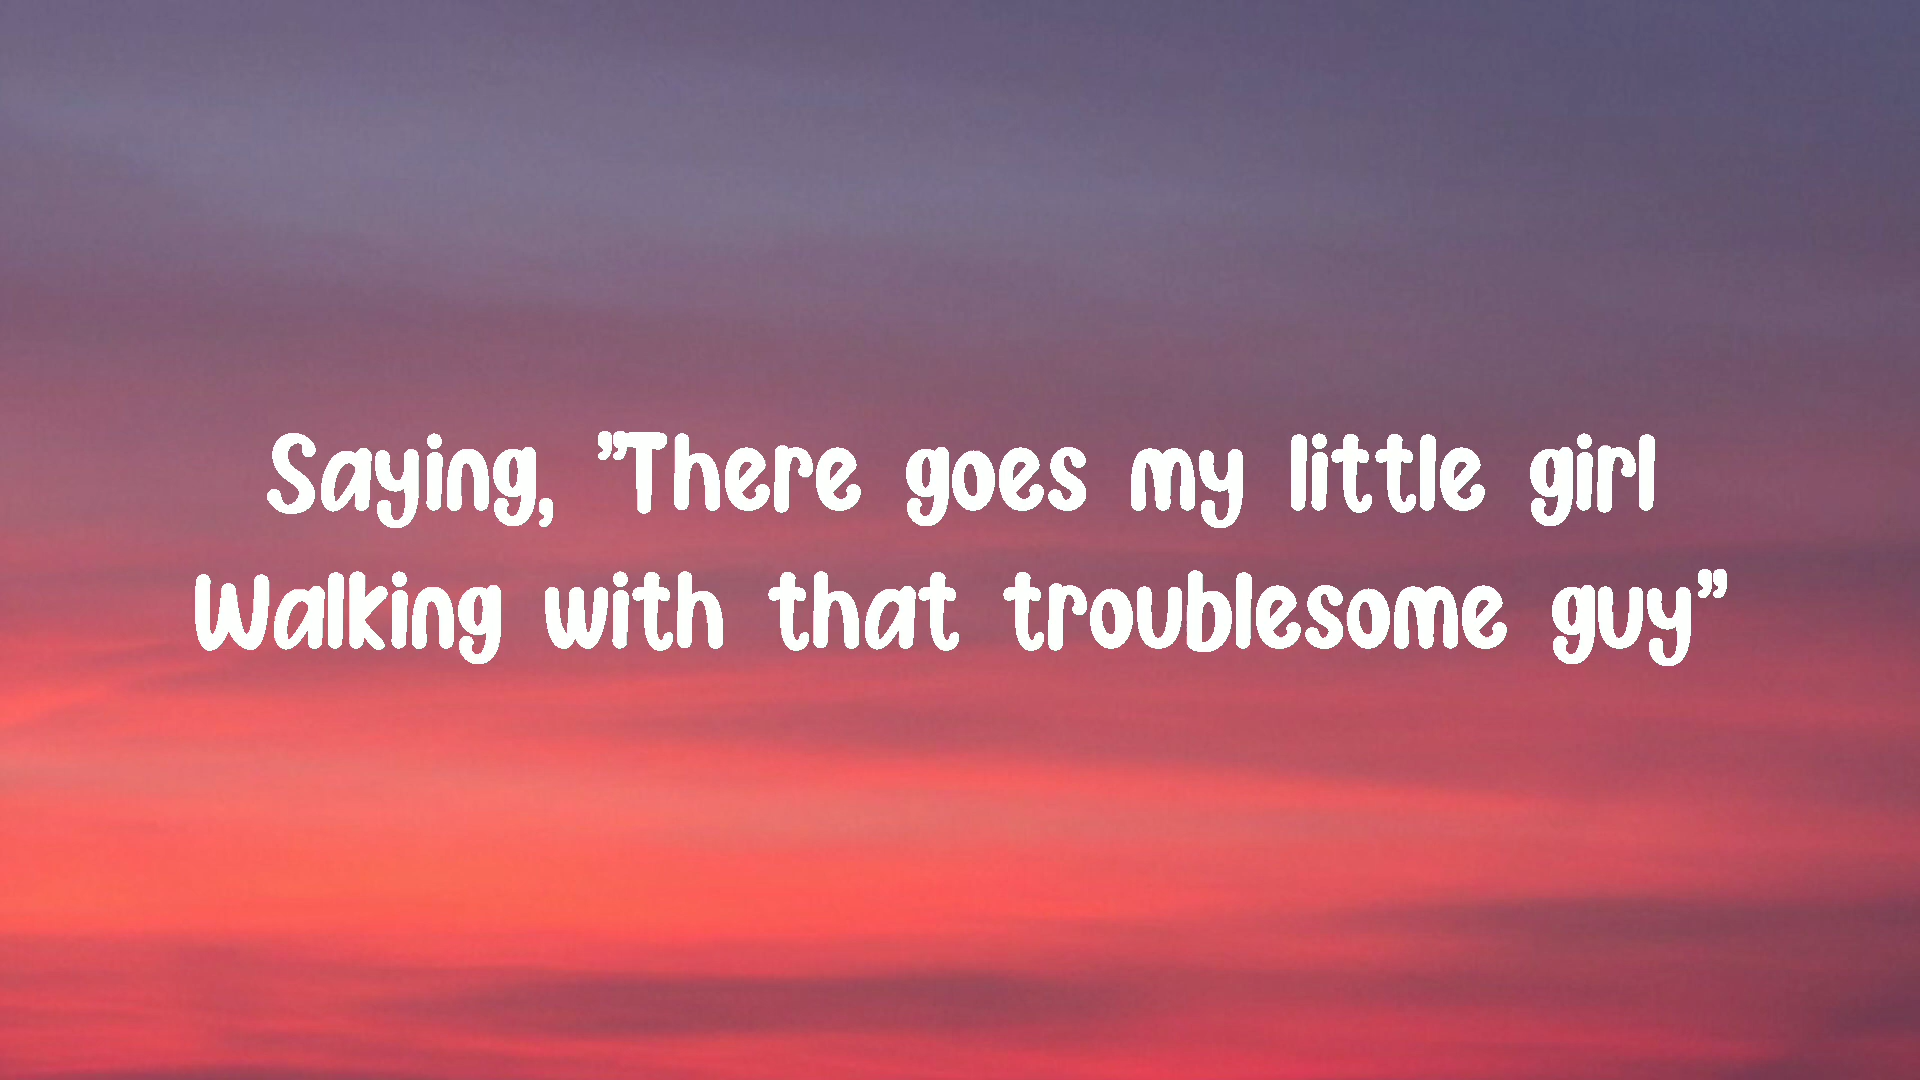 Saying, ”There goes my little girl
Walking with that troublesome guy”